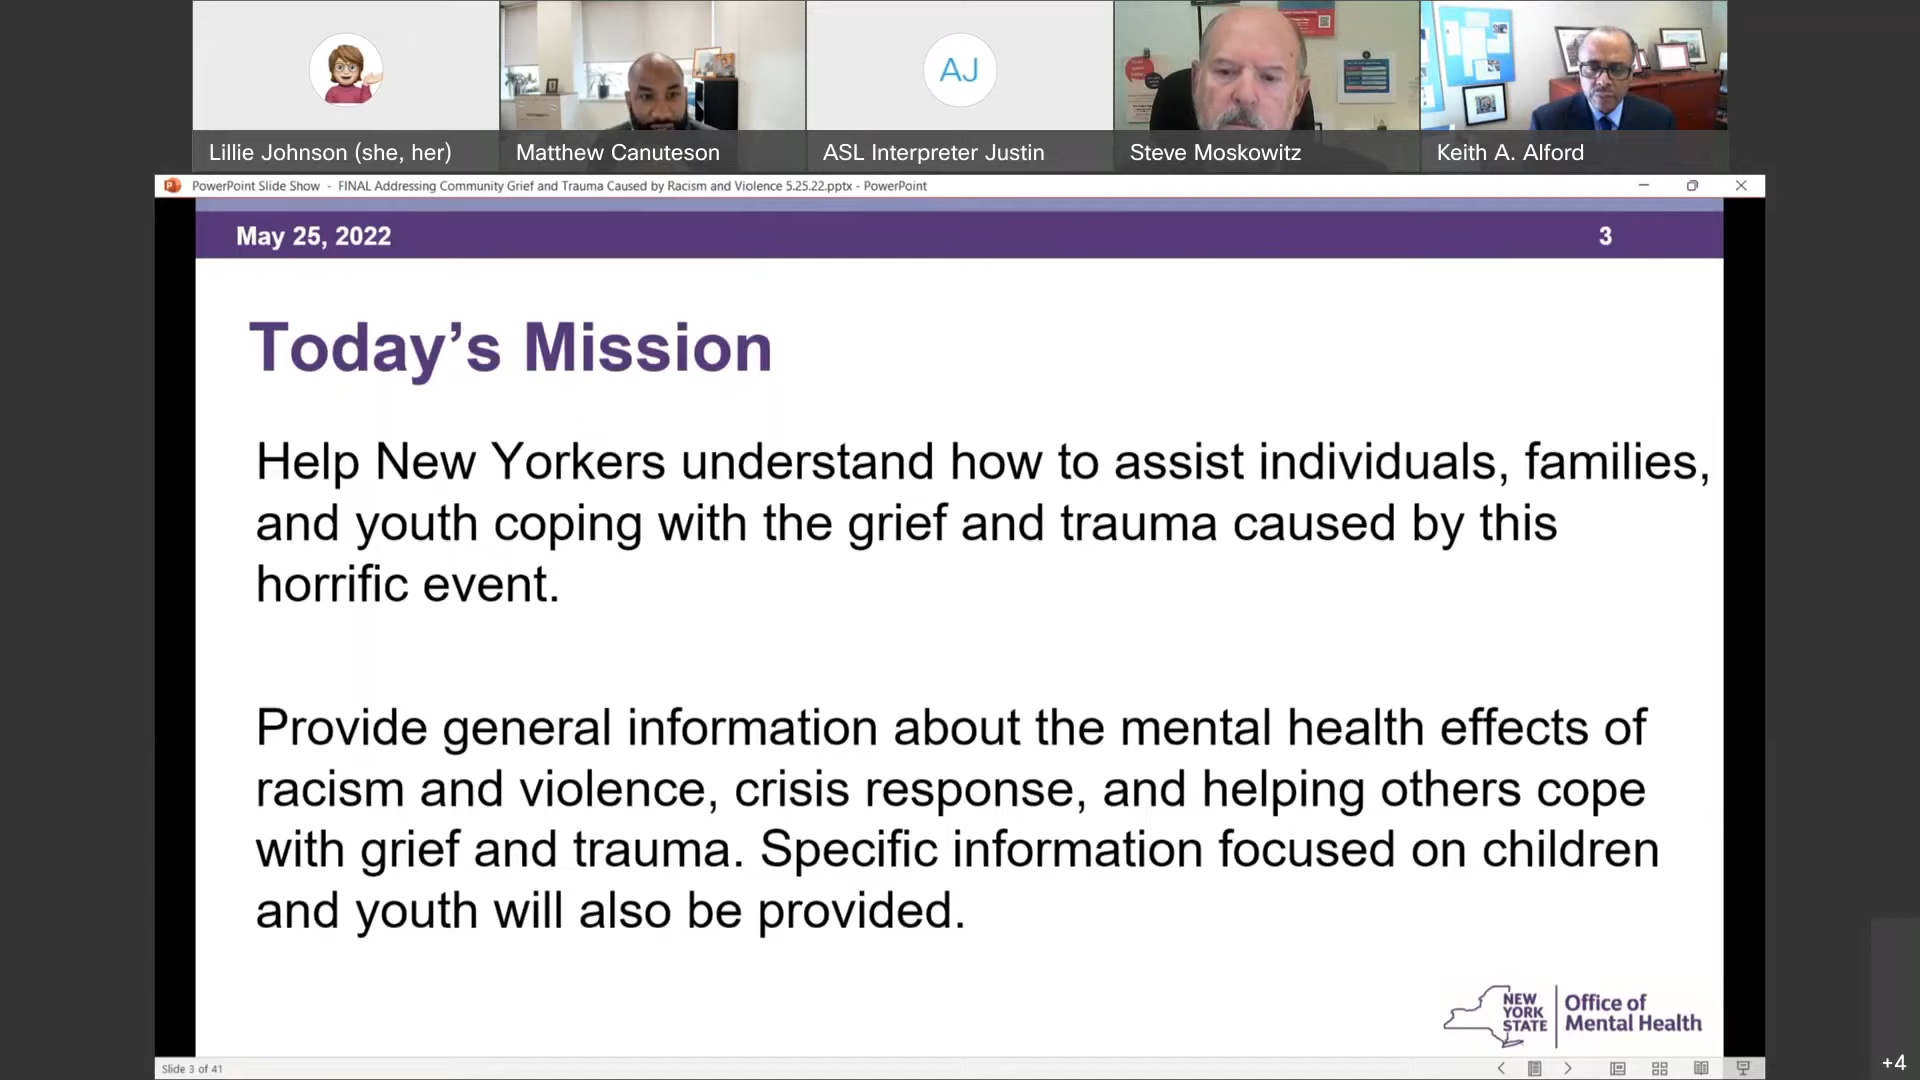 AJ
Lillie Johnson (she, her)
Matthew Canuteson
ASL Interpreter Justin
Steve Moskowitz
Keith A. Alford
PowerPoint Slide Show - FINAL Addressing Community Grief and Trauma Caused by Racism and Violence 5.25.22.pptx - PowerPoint
May 25, 2022
3
Today’s Mission
Help New Yorkers understand how to assist individuals, families,
and youth coping with the grief and trauma caused by this
horrific event.
Provide general information about the mental health effects of
racism and violence, crisis response, and helping others cope
with grief and trauma. Specific information focused on children
and youth will also be provided.
NEW
YORK
STATE
Office of
Mental Health
Slide 3 of 41
+4